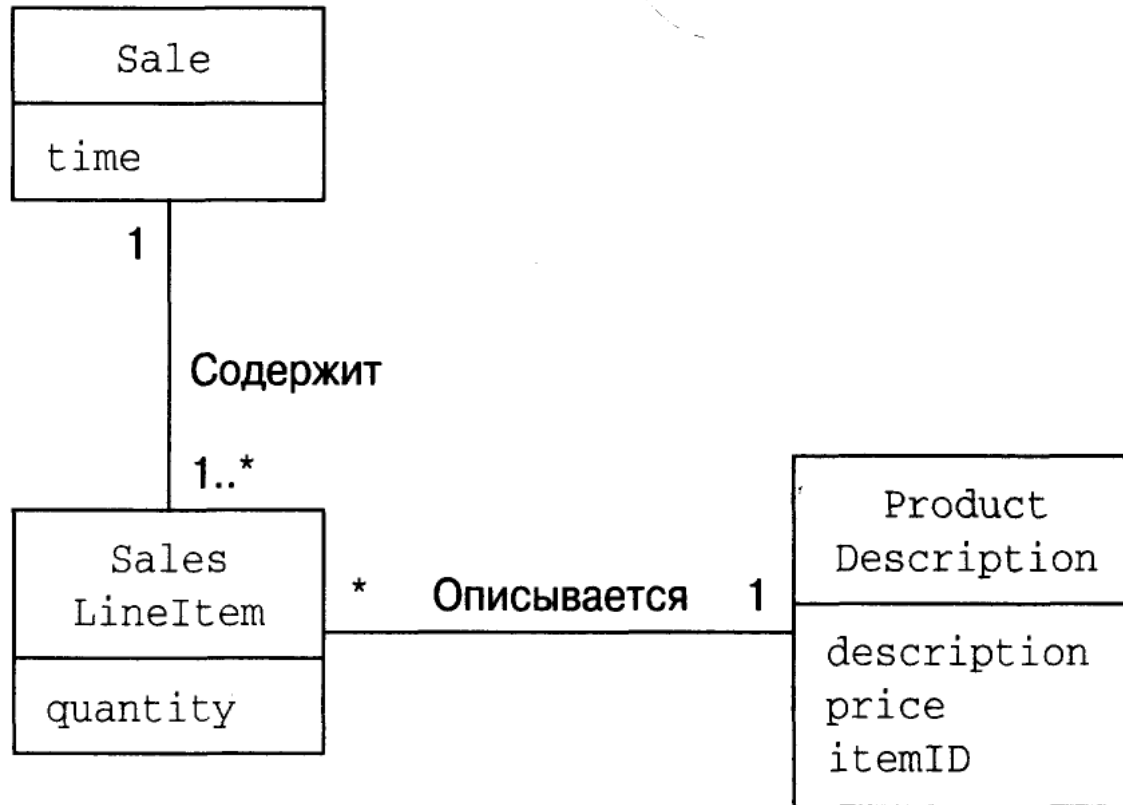 Sale
time
1
Содержит
1..*
Sales
LineItem
quantity
* Описывается 1
Product
Description
description
price
itemID